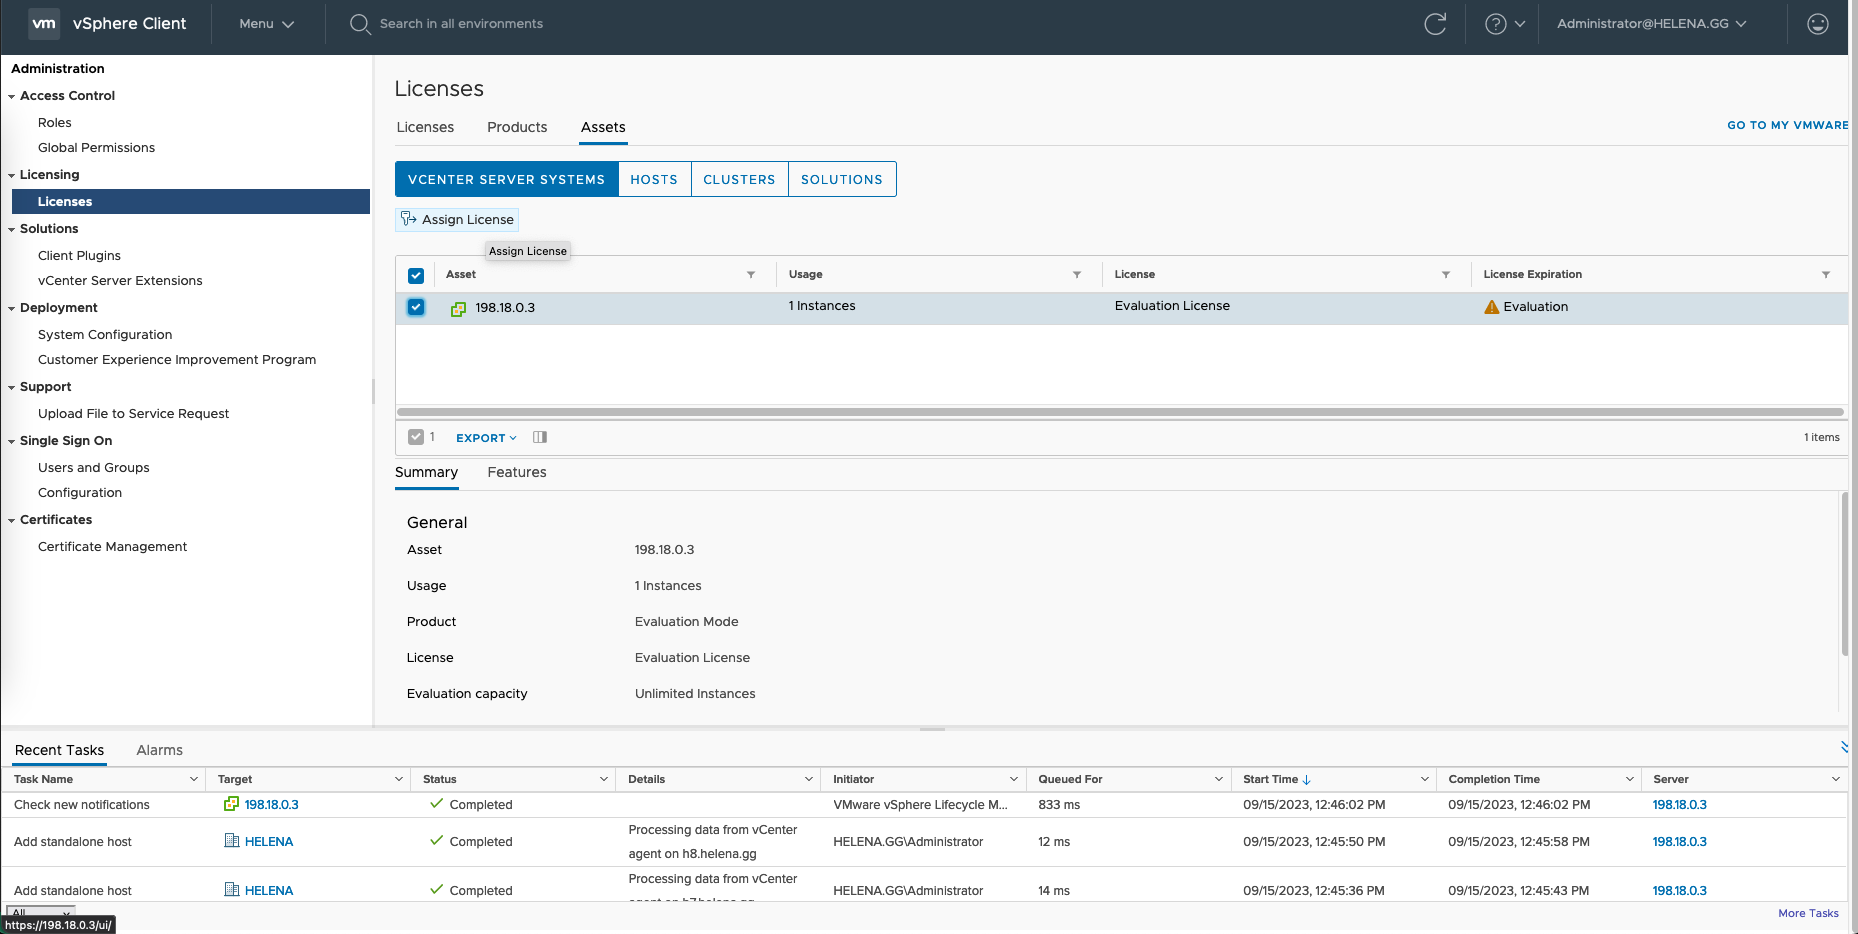 vm vSphere Client Menu Search in all environments Administrator@HELENA.GG
Administration
Access Control
Roles
Global Permissions
Licensing
Licenses
Solutions
Client Plugins
vCenter Server Extensions
Deployment
System Configuration
Customer Experience Improvement Program
Support
Upload File to Service Request
Single Sign On
Users and Groups
Configuration
Certificates
Certificate Management
Licenses
Licenses Products Assets GO TO MY VMWARE
VCENTER SERVER SYSTEMS HOSTS CLUSTERS SOLUTIONS
Assign License
Assign License
Asset Usage License License Expiration
198.18.0.3 1 Instances Evaluation License Evaluation
1 EXPORT 1 items
Summary Features
General
Asset 198.18.0.3
Usage 1 Instances
Product Evaluation Mode
License Evaluation License
Evaluation capacity Unlimited Instances
Recent Tasks Alarms
Task Name Target Status Details Initiator Queued For Start Time Completion Time Server
Check new notifications 198.18.0.3 Completed VMware vSphere Lifecycle M... 833 ms 09/15/2023, 12:46:02 PM 09/15/2023, 12:46:02 PM 198.18.0.3
Add standalone host HELENA Completed Processing data from vCenter agent on h8.helena.gg HELENA.GG\Administrator 12 ms 09/15/2023, 12:45:50 PM 09/15/2023, 12:45:58 PM 198.18.0.3
Add standalone host HELENA Completed Processing data from vCenter agent on h7.helena.gg HELENA.GG\Administrator 14 ms 09/15/2023, 12:45:36 PM 09/15/2023, 12:45:43 PM 198.18.0.3
All More Tasks
https://198.18.0.3/ui/